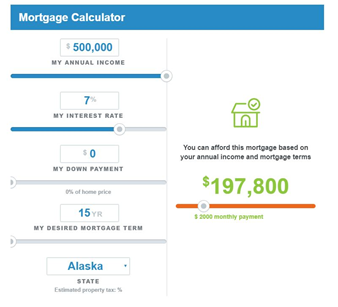 Mortgage Calculator
$ 500,000
MY ANNUAL INCOME
7%
MY INTEREST RATE
$ 0
MY DOWN PAYMENT
0% of home price
15 YR
MY DESIRED MORTGAGE TERM
Alaska
STATE
Estimated property tax: %
You can afford this mortgage based on
your annual income and mortgage terms
$197,800
$ 2000 monthly payment